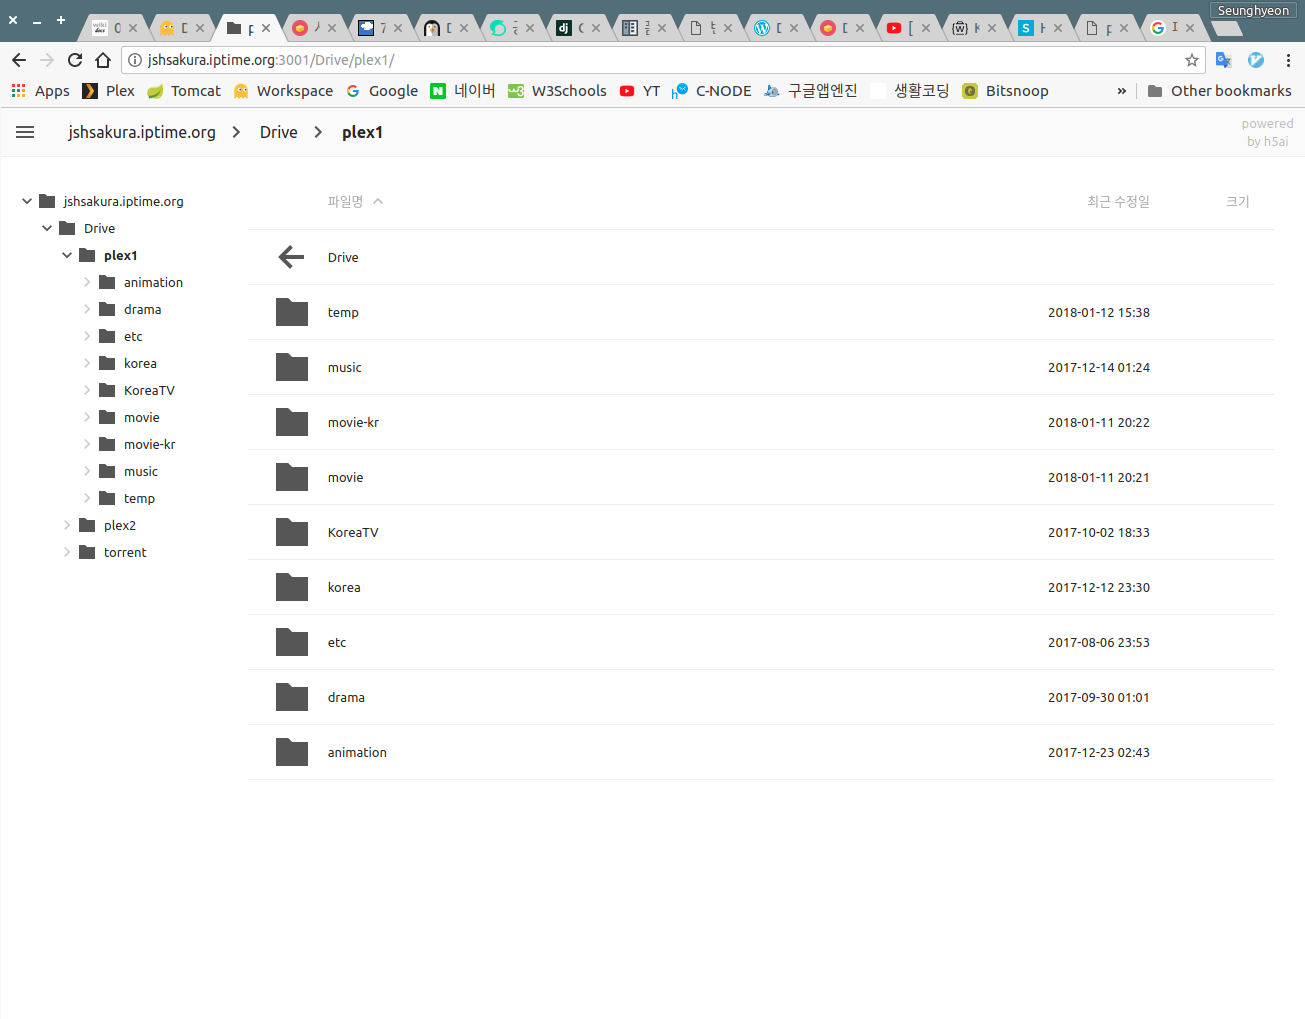 Seunghyeon
jshsakura.iptime.org:3001/Drive/plex1/
Apps Plex Tomcat Workspace Google 네이버 W3Schools YT C-NODE 구글앱엔진 생활코딩 Bitsnoop » Other bookmarks
jshsakura.iptime.org Drive plex1
powered
by h5ai
jshsakura.iptime.org
Drive
plex1
animation
drama
etc
korea
KoreaTV
movie
movie-kr
music
temp
plex2
torrent
파일명 최근 수정일 크기
Drive
temp 2018-01-12 15:38
music 2017-12-14 01:24
movie-kr 2018-01-11 20:22
movie 2018-01-11 20:21
KoreaTV 2017-10-02 18:33
korea 2017-12-12 23:30
etc 2017-08-06 23:53
drama 2017-09-30 01:01
animation 2017-12-23 02:43